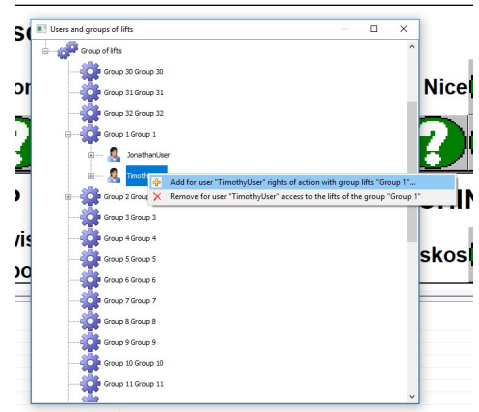 Users and groups of lifts
Group of lifts
Group 30 Group 30
Group 31 Group 31
Group 32 Group 32
Group 1 Group 1
JonathanUser
Add for user "TimothyUser" rights of action with group lifts "Group 1"...
Remove for user "TimothyUser" access to the lifts of the group "Group 1"
Group 3 Group 3
Group 4 Group 4
Group 5 Group 5
Group 6 Group 6
Group 7 Group 7
Group 8 Group 8
Group 9 Group 9
Group 10 Group 10
Group 11 Group 11